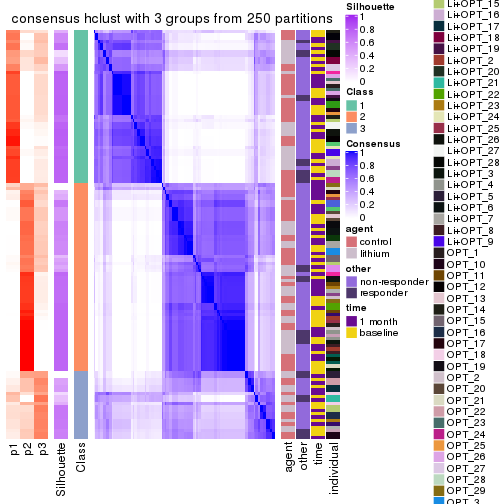 consensus hclust with 3 groups from 250 partitions
p1
p2
p3
Silhouette
Class
agent
other
time
individual
Silhouette
1
0.8
0.6
0.4
0.2
0
Class
1
2
3
Consensus
1
0.8
0.6
0.4
0.2
0
agent
control
lithium
other
non-responder
responder
time
1 month
baseline
Li+OPT_15
Li+OPT_16
Li+OPT_17
Li+OPT_18
Li+OPT_19
Li+OPT_2
Li+OPT_20
Li+OPT_21
Li+OPT_22
Li+OPT_23
Li+OPT_24
Li+OPT_25
Li+OPT_26
Li+OPT_27
Li+OPT_28
Li+OPT_3
Li+OPT_4
Li+OPT_5
Li+OPT_6
Li+OPT_7
Li+OPT_8
Li+OPT_9
OPT_1
OPT_10
OPT_11
OPT_12
OPT_13
OPT_14
OPT_15
OPT_16
OPT_17
OPT_18
OPT_19
OPT_2
OPT_20
OPT_21
OPT_22
OPT_23
OPT_24
OPT_25
OPT_26
OPT_27
OPT_28
OPT_29
OPT_3